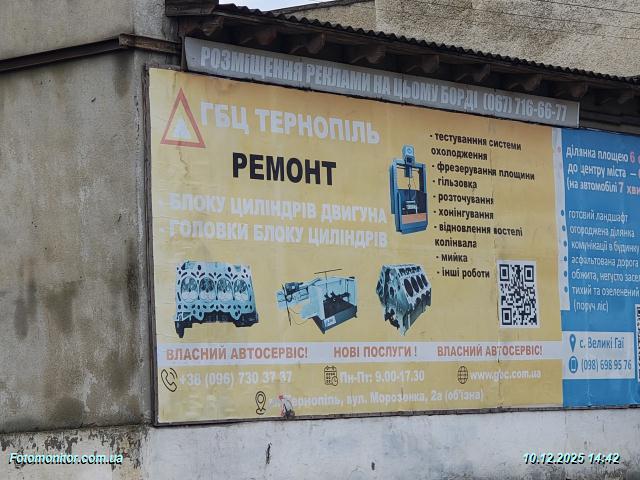 РОЗМІЩЕННЯ РЕКЛАМИ НА ЦЬОМУ БОРДІ (067) 716-66-77
ГБЦ ТЕРНОПІЛЬ
РЕМОНТ
- БЛОКУ ЦИЛІНДРІВ ДВИГУНА
- ГОЛОВКИ БЛОКУ ЦИЛІНДРІВ
- тестування системи
охолодження
- фрезерування площини
- гільзовка
- розточування
- хонінгування
- відновлення постелі
колінвала
- мийка
- інші роботи
ВЛАСНИЙ АВТОСЕРВІС! НОВІ ПОСЛУГИ ! ВЛАСНИЙ АВТОСЕРВІС!
+38 (096) 730 37 37 Пн-Пт: 9.00-17.30 www.gbc.com.ua
Тернопіль, вул. Морозенка, 2а (об'їзна)
ділянка площею 6
до центру міста —
(на автомобілі 7 хви
готовий ландшафт
огороджена ділянка
комунікації в будинку
асфальтована дорога
обжита, негусто засел
тихий та озеленений
(поруч ліс)
с. Великі Гаї
(098) 698 95 76
Fotomonitor.com.ua
10.12.2025 14:42